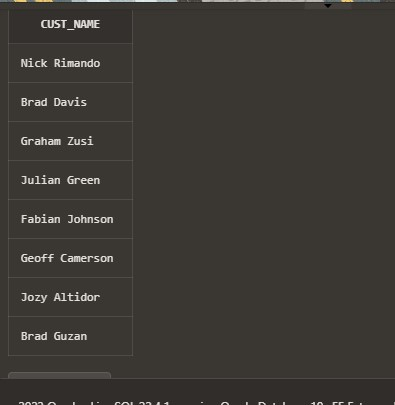 CUST_NAME
Nick Rimando
Brad Davis
Graham Zusi
Julian Green
Fabian Johnson
Geoff Camerson
Jozy Altidor
Brad Guzan